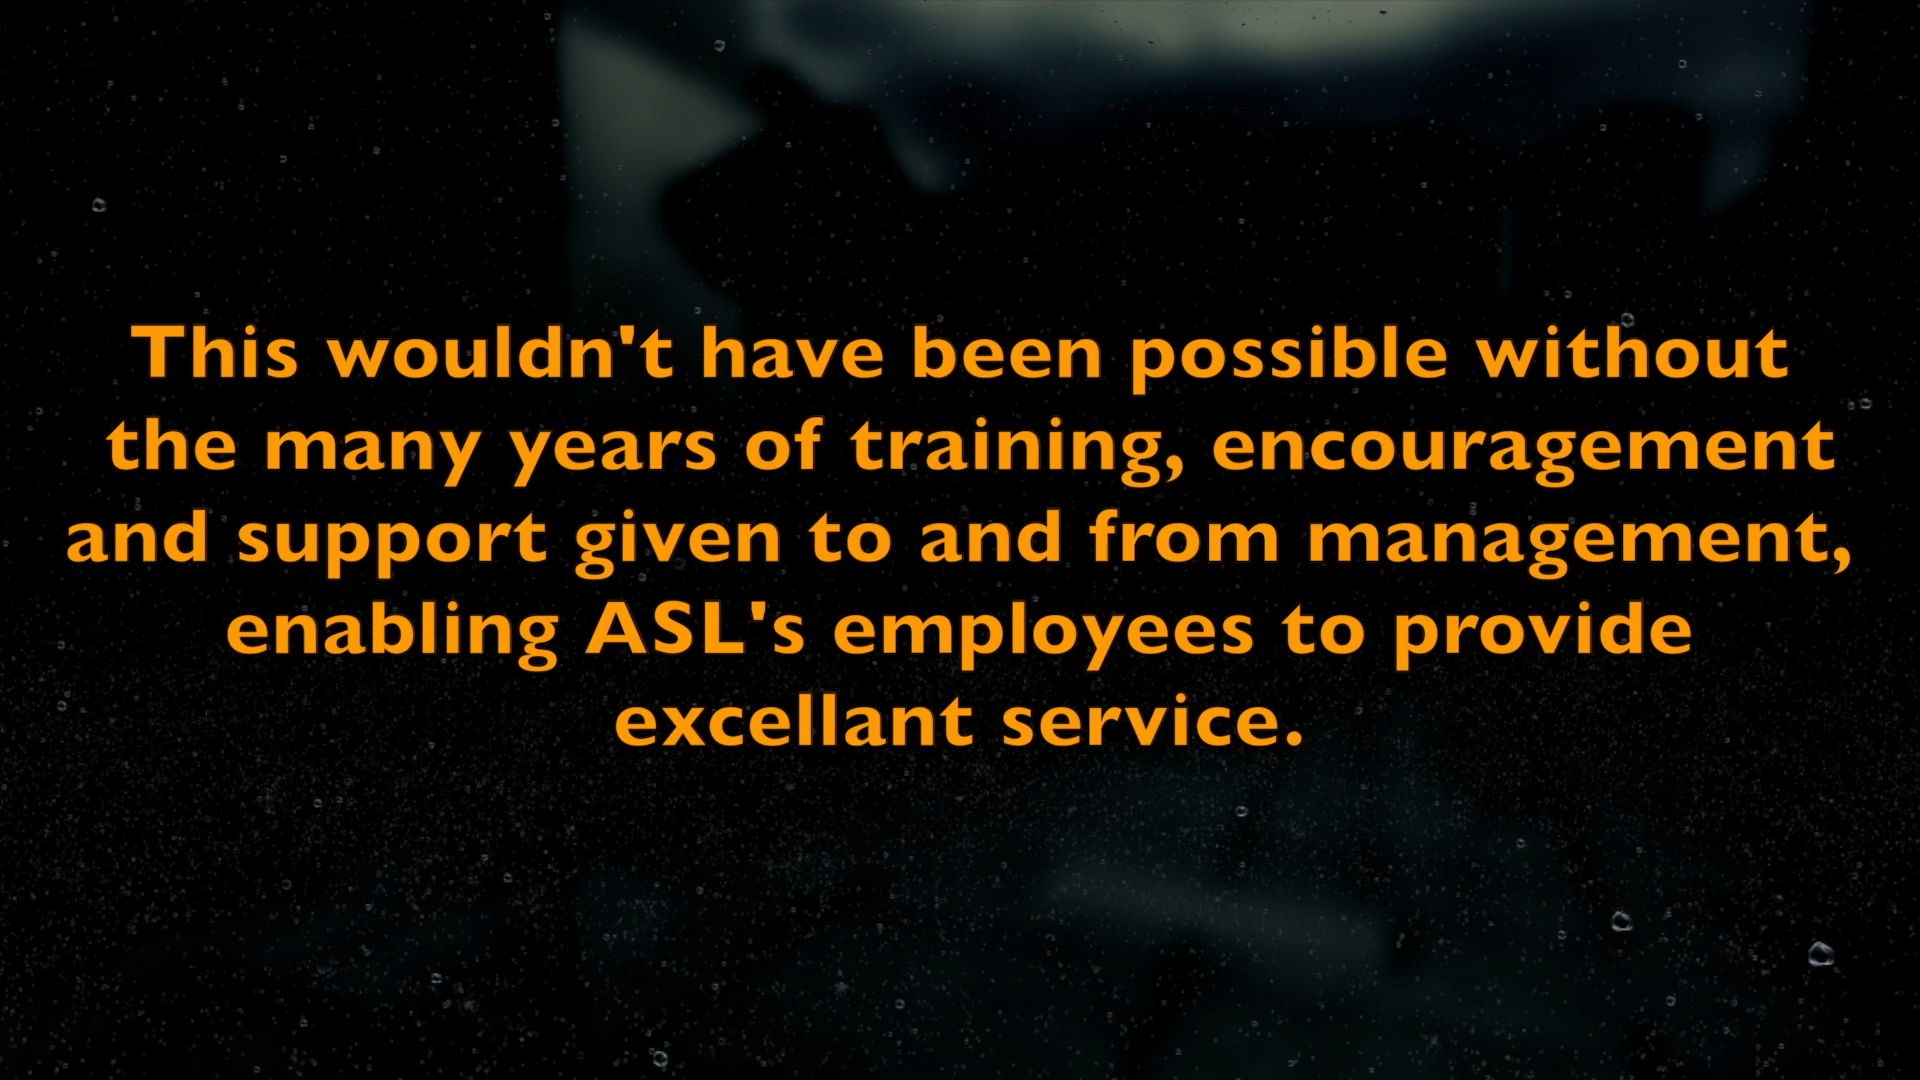 This wouldn't have been possible without
the many years of training, encouragement
and support given to and from management,
enabling ASL's employees to provide
excellant service.